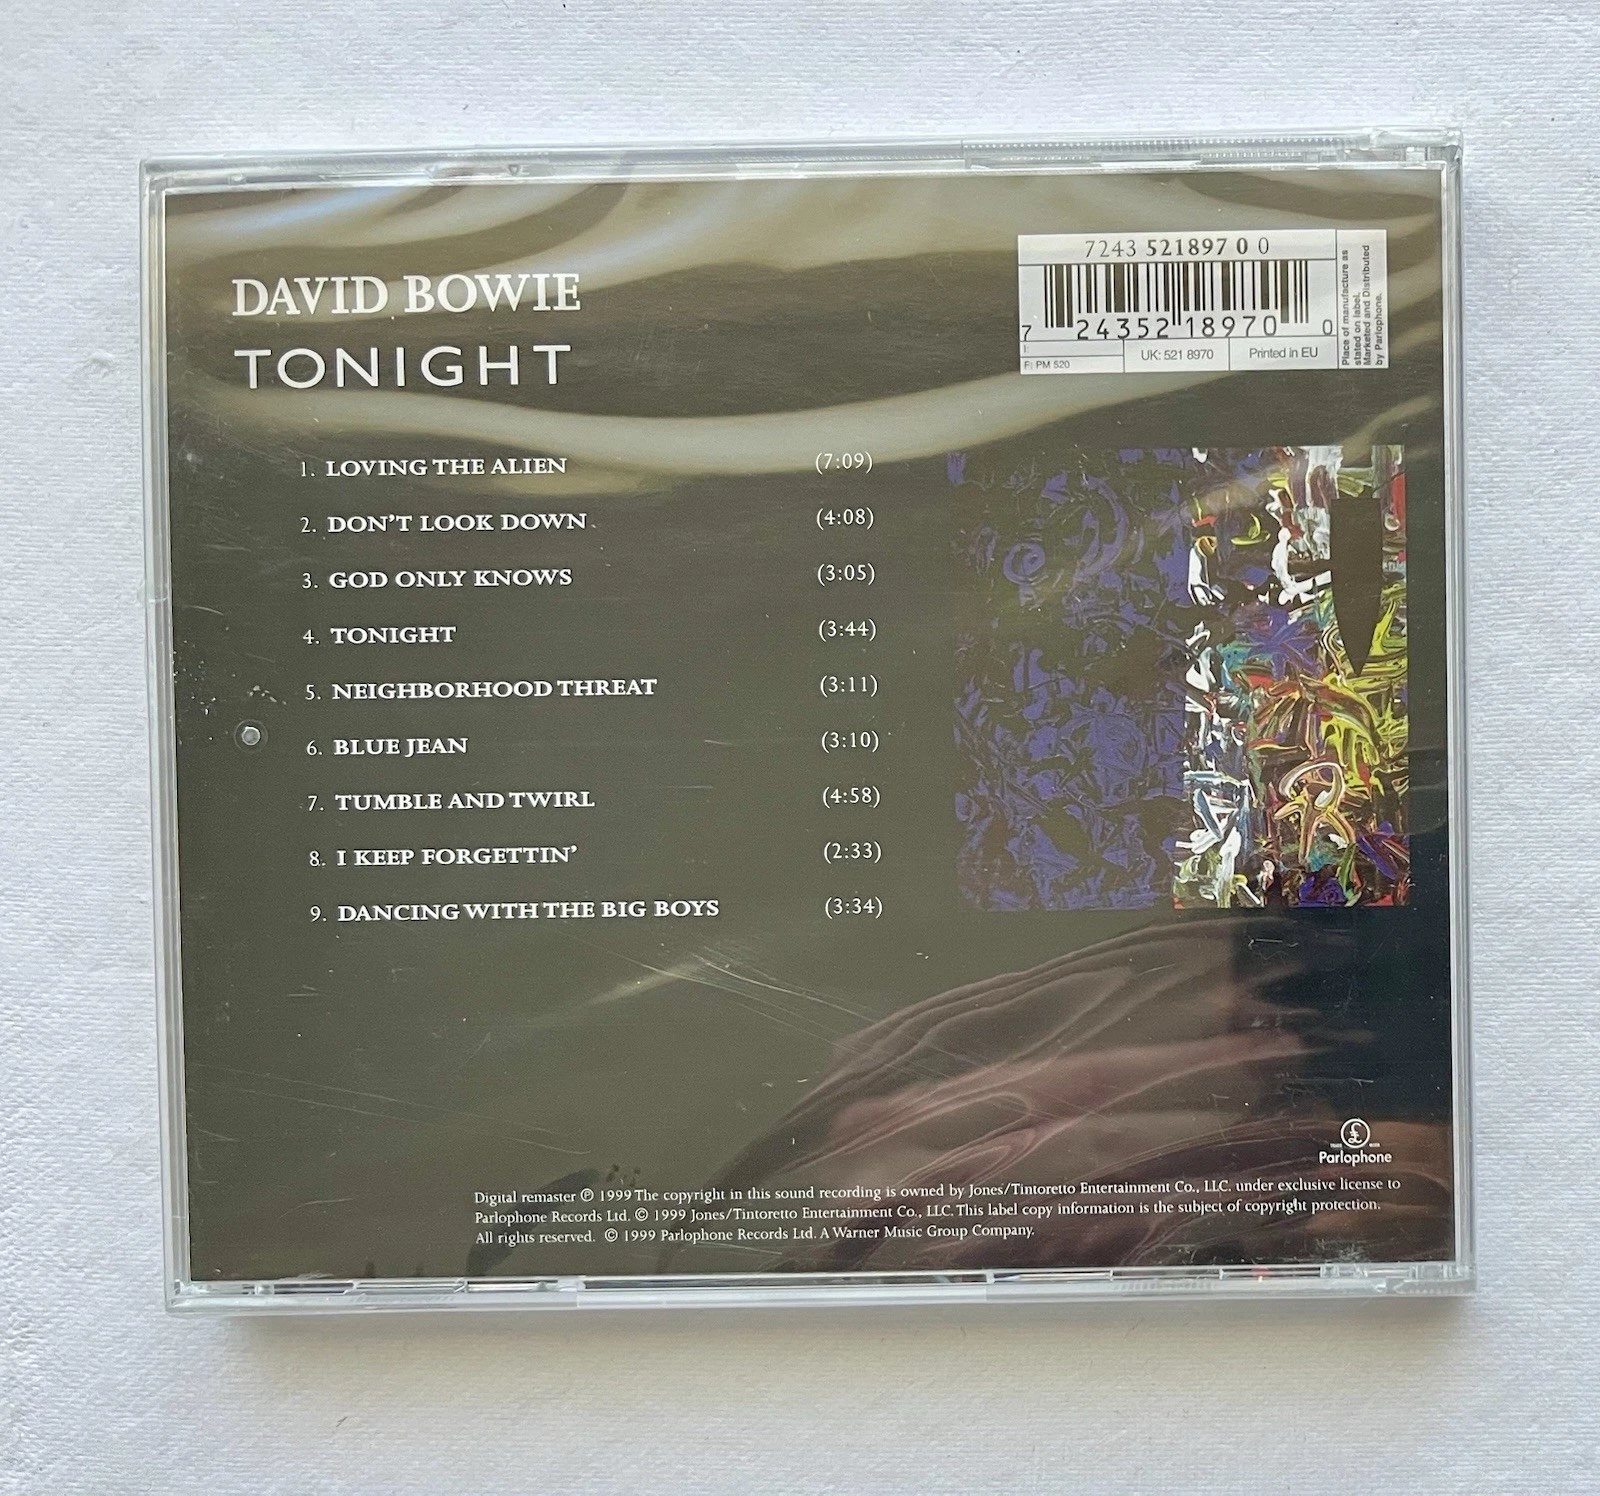 DAVID BOWIE
TONIGHT
7243 521897 0 0
7 24352 18970 0
I:
F: PM 520
UK: 521 8970
Printed in EU
Place of manufacture as
stated on label.
Marketed and Distributed
by Parlophone.
1. LOVING THE ALIEN (7:09)
2. DON'T LOOK DOWN (4:08)
3. GOD ONLY KNOWS (3:05)
4. TONIGHT (3:44)
5. NEIGHBORHOOD THREAT (3:11)
6. BLUE JEAN (3:10)
7. TUMBLE AND TWIRL (4:58)
8. I KEEP FORGETTIN' (2:33)
9. DANCING WITH THE BIG BOYS (3:34)
£
Parlophone
Digital remaster ℗ 1999 The copyright in this sound recording is owned by Jones/Tintoretto Entertainment Co., LLC. under exclusive license to
Parlophone Records Ltd. © 1999 Jones/Tintoretto Entertainment Co., LLC. This label copy information is the subject of copyright protection.
All rights reserved. © 1999 Parlophone Records Ltd. A Warner Music Group Company.